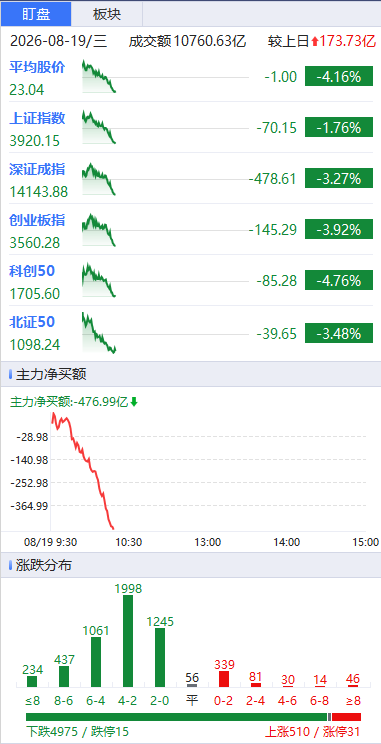 盯盘 板块
2026-08-19/三 成交额10760.63亿 较上日⬆173.73亿
平均股价
23.04 -1.00 -4.16%
上证指数
3920.15 -70.15 -1.76%
深证成指
14143.88 -478.61 -3.27%
创业板指
3560.28 -145.29 -3.92%
科创50
1705.60 -85.28 -4.76%
北证50
1098.24 -39.65 -3.48%
主力净买额
主力净买额:-476.99亿⬇
-28.98
-140.98
-252.98
-364.99
08/19 9:30 10:30 13:00 14:00 15:00
涨跌分布
234 437 1061 1998 1245 56 339 81 30 14 46
≤8 8-6 6-4 4-2 2-0 平 0-2 2-4 4-6 6-8 ≥8
下跌4975 / 跌停15 上涨510 / 涨停31